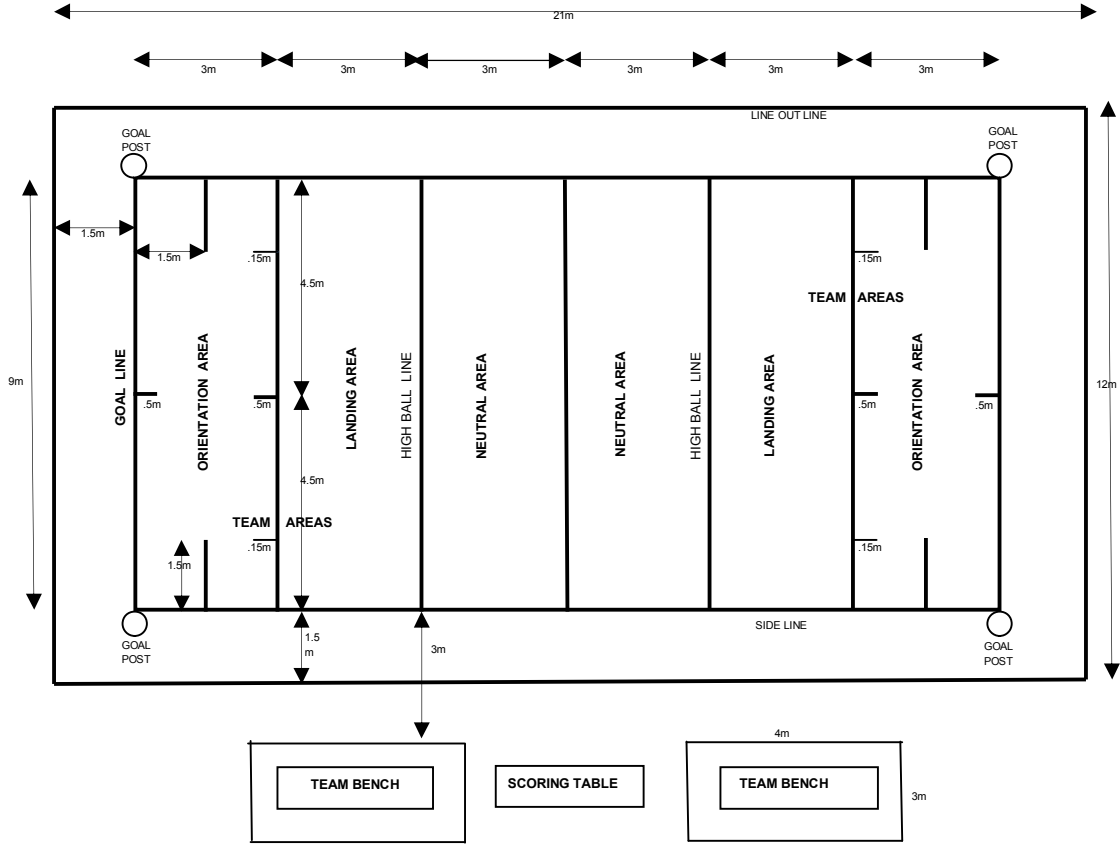 21m
3m 3m 3m 3m 3m 3m
LINE OUT LINE
GOAL
POST
GOAL
POST
1.5m
1.5m
.15m
.15m
4.5m
TEAM AREAS
9m
GOAL LINE
ORIENTATION AREA
LANDING AREA
HIGH BALL LINE
NEUTRAL AREA
NEUTRAL AREA
HIGH BALL LINE
LANDING AREA
ORIENTATION AREA
12m
.5m
.5m
.5m
.5m
4.5m
TEAM AREAS
.15m
.15m
1.5m
SIDE LINE
1.5
m
3m
GOAL
POST
GOAL
POST
4m
TEAM BENCH
SCORING TABLE
TEAM BENCH
3m